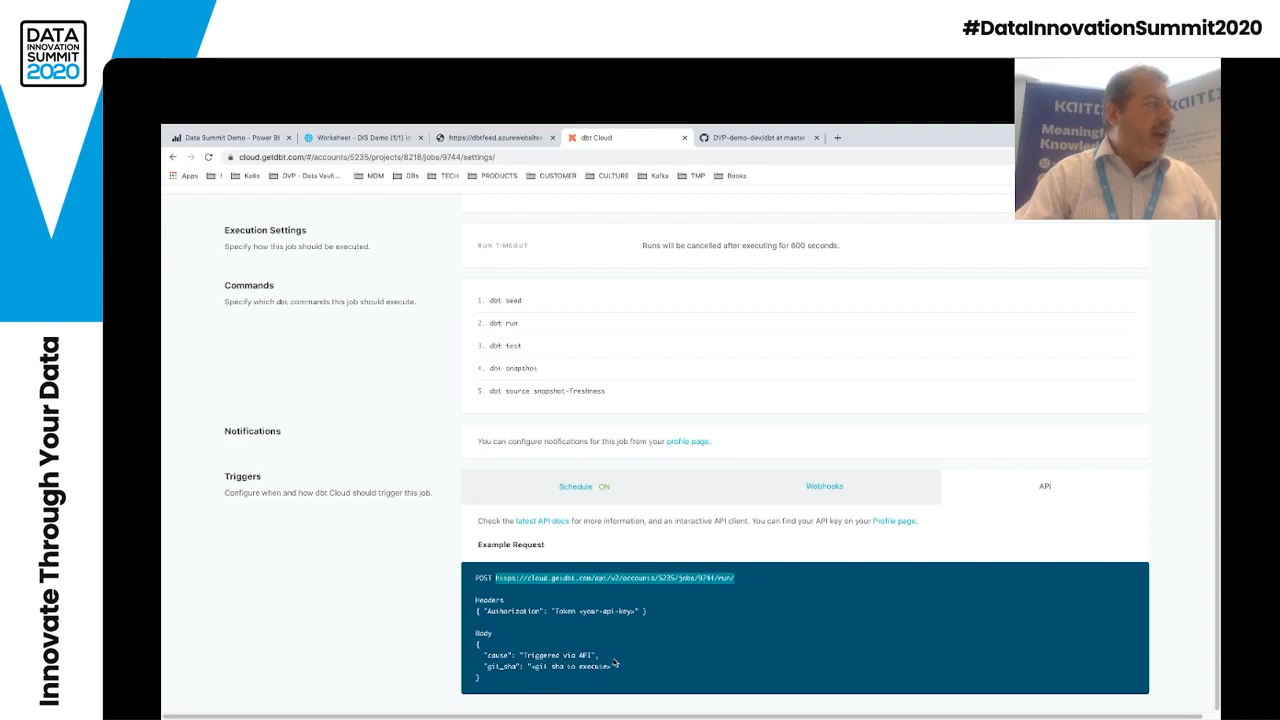 DATA
INNOVATION
SUMMIT
2020
#DataInnovationSummit2020
Innovate Through Your Data
KAITO
Meaningful
Data Summit Demo - Power BI
Worksheet - DIS Demo (1/1) in
https://dbtfeed.azurewebsites
dbt Cloud
DVP-demo-dev/dbt at master
cloud.getdbt.com/#/accounts/5235/projects/8218/jobs/9744/settings/
Apps
!
Kaito
DVP - Data Vault...
MDM
DBs
TECH
PRODUCTS
CUSTOMER
CULTURE
Kafka
TMP
Books
Execution Settings
Specify how this job should be executed.
RUN TIMEOUT
Runs will be cancelled after executing for 600 seconds.
Commands
Specify which dbt commands this job should execute.
1. dbt seed
2. dbt run
3. dbt test
4. dbt snapshot
5. dbt source snapshot-freshness
Notifications
You can configure notifications for this job from your profile page.
Triggers
Configure when and how dbt Cloud should trigger this job.
Schedule ON
Webhooks
API
Check the latest API docs for more information, and an interactive API client. You can find your API key on your Profile page.
Example Request
POST https://cloud.getdbt.com/api/v2/accounts/5235/jobs/9744/run/
Headers
{ "Authorization": "Token <your-api-key>" }
Body
{
"cause": "Triggered via API",
"git_sha": "<git sha to execute>"
}